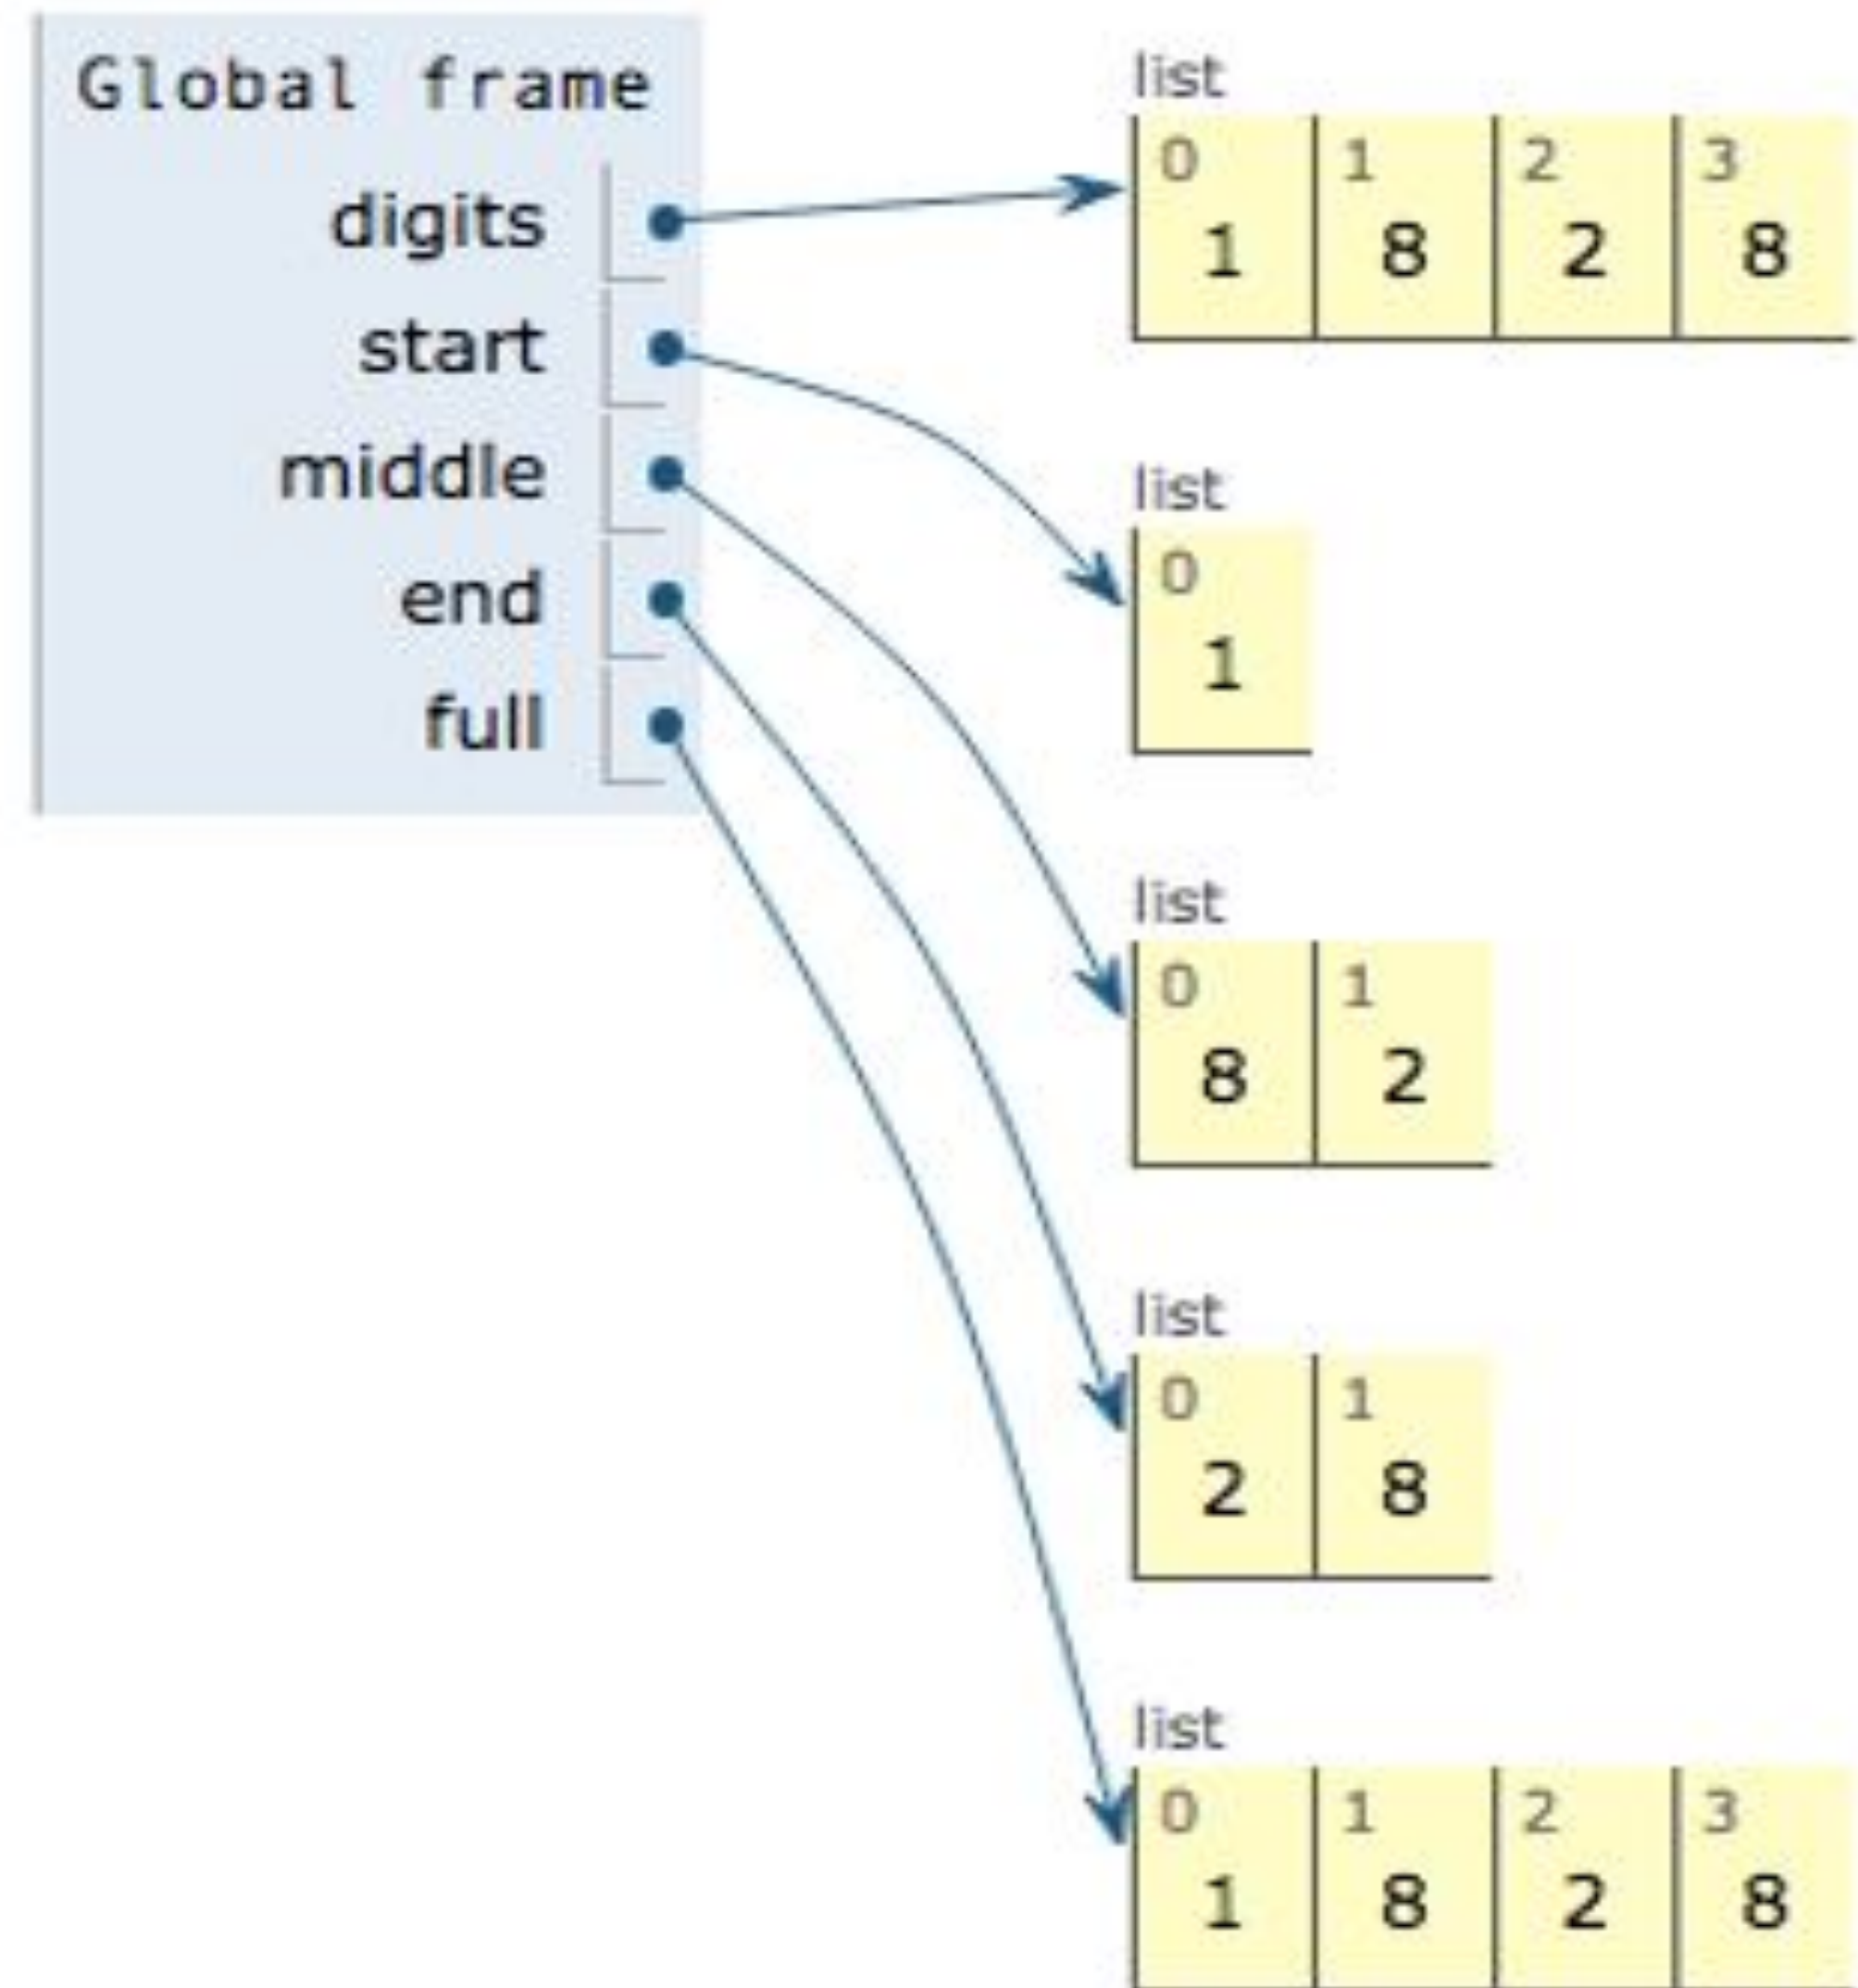 Global frame
digits
start
middle
end
full
list
0 1 2 3
1 8 2 8
list
0
1
list
0 1
8 2
list
0 1
2 8
list
0 1 2 3
1 8 2 8